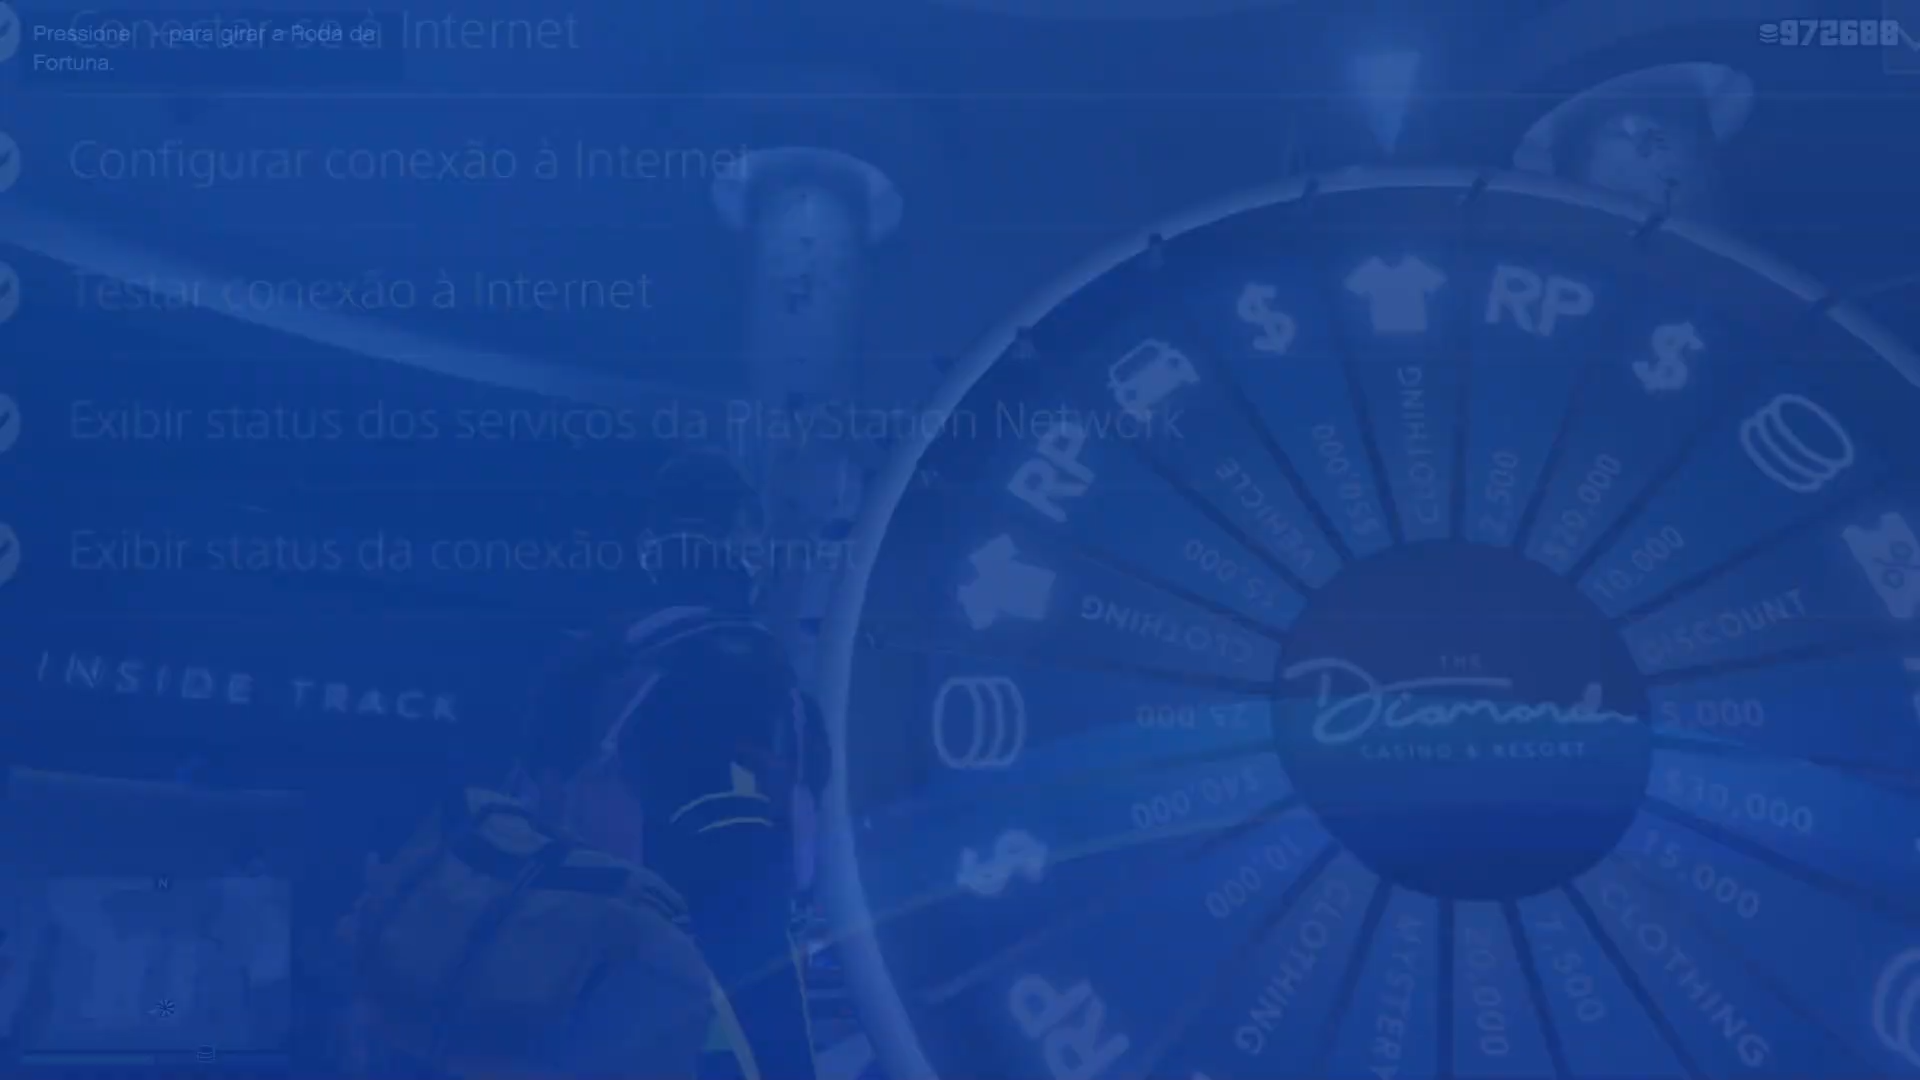 Conectar-se à Internet
Pressione para girar a Roda da
Fortuna.
972688
Configurar conexão à Internet
Testar conexão à Internet
Exibir status dos serviços da PlayStation Network
Exibir status da conexão à Internet
INSIDE TRACK
N
RP
15,000
VEHICLE
$
$50,000
CLOTHING
RP
2,500
$
$20,000
10,000
DISCOUNT
5,000
$30,000
15,000
CLOTHING
7,500
20,000
MYSTERY
CLOTHING
RP
10,000
$
$40,000
25,000
CLOTHING
THE
Diamond
CASINO & RESORT